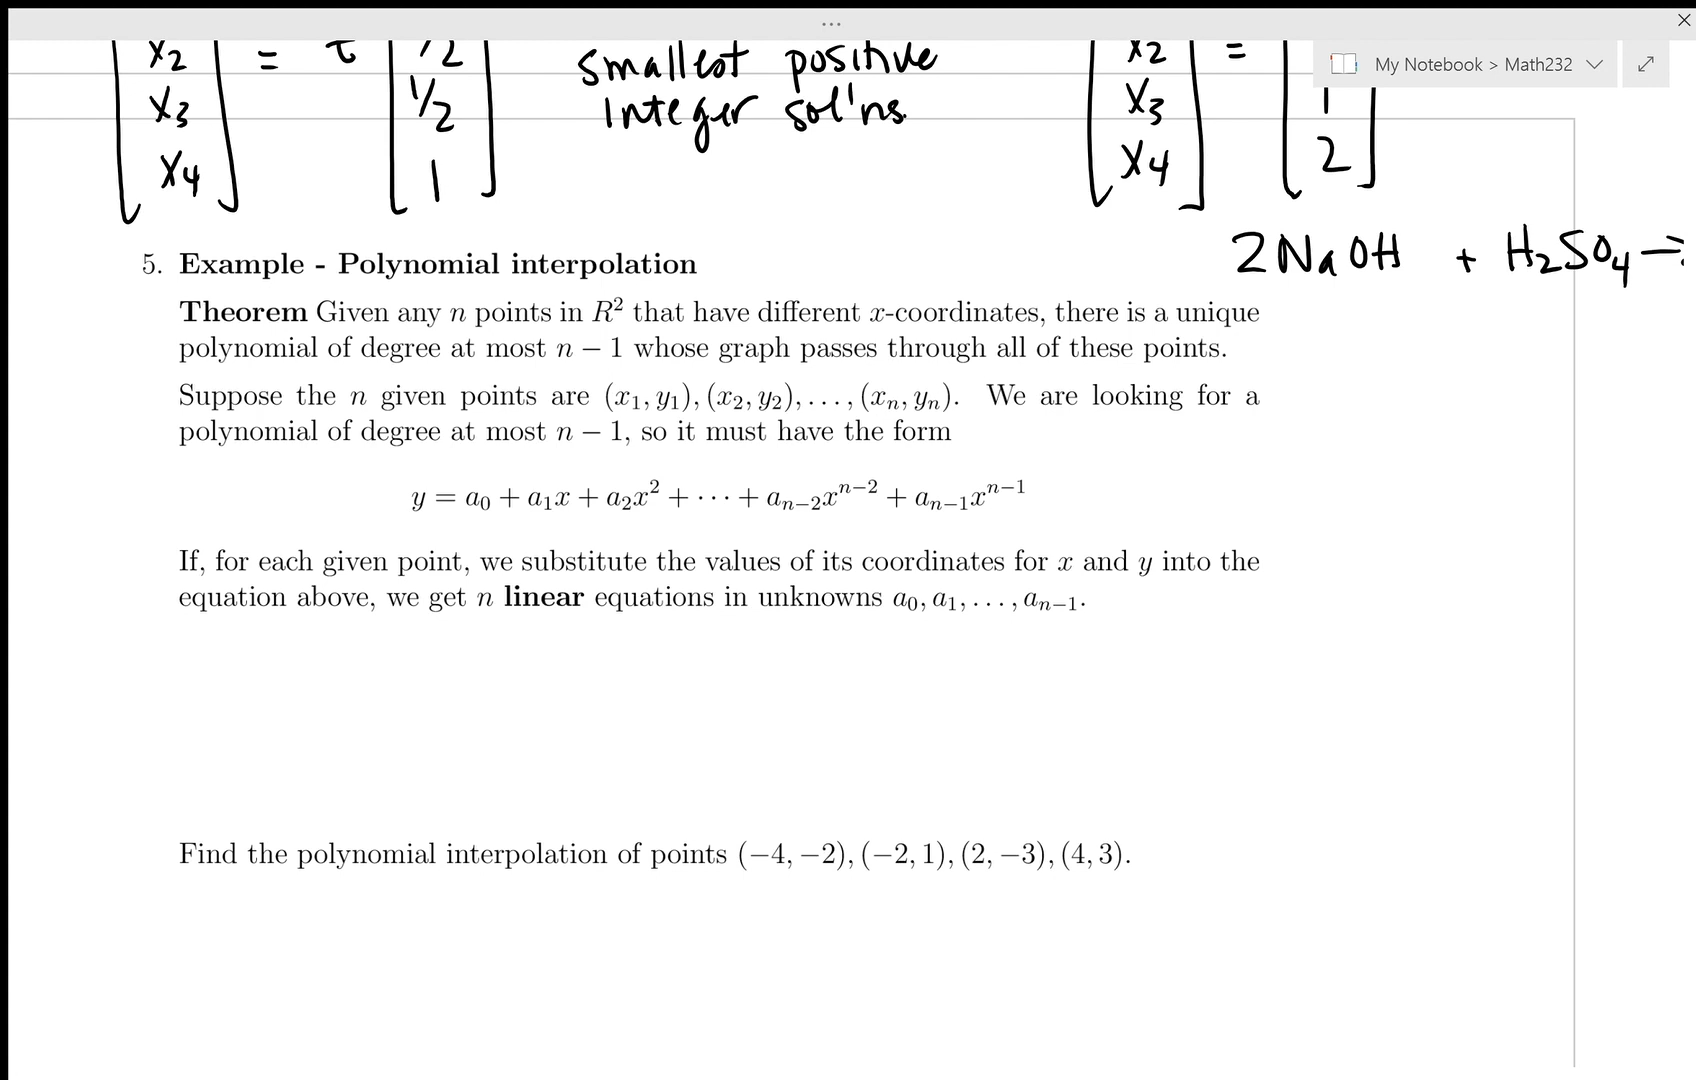 ...
My Notebook > Math232
x2 = t 1/2 smallest positive x2 =
x3 1/2 integer sol'ns. x3 1
x4 1 x4 2
2NaOH + H₂SO₄
5. Example - Polynomial interpolation
Theorem Given any n points in R² that have different x-coordinates, there is a unique
polynomial of degree at most n − 1 whose graph passes through all of these points.
Suppose the n given points are (x₁, y₁), (x₂, y₂), . . . , (xₙ, yₙ). We are looking for a
polynomial of degree at most n − 1, so it must have the form
y = a₀ + a₁x + a₂x² + · · · + aₙ₋₂xⁿ⁻² + aₙ₋₁xⁿ⁻¹
If, for each given point, we substitute the values of its coordinates for x and y into the
equation above, we get n linear equations in unknowns a₀, a₁, . . . , aₙ₋₁.
Find the polynomial interpolation of points (−4, −2), (−2, 1), (2, −3), (4, 3).